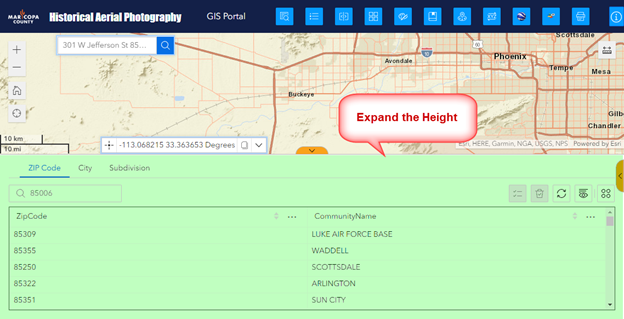 MARICOPA
COUNTY
Historical Aerial Photography
GIS Portal
301 W Jefferson St 85...
Scottsdale
Phoenix
Avondale
10
80
Tempe
Mesa
Buckeye
Gilb
Chandler
Expand the Height
10 km
10 mi
-113.068215 33.363653 Degrees
Esri, HERE, Garmin, NGA, USGS, NPS
Powered by Esri
ZIP Code City Subdivision
85006
ZipCode CommunityName
85309 LUKE AIR FORCE BASE
85355 WADDELL
85250 SCOTTSDALE
85322 ARLINGTON
85351 SUN CITY